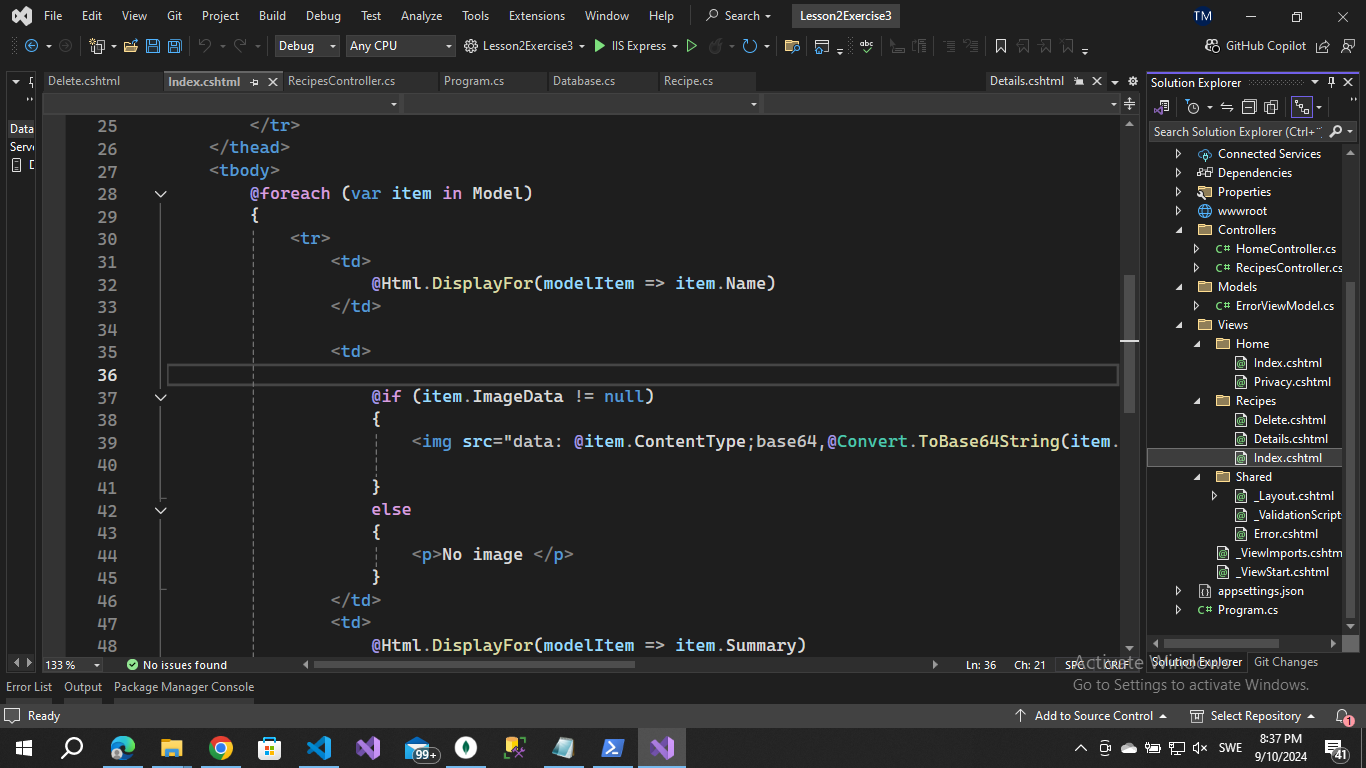 File Edit View Git Project Build Debug Test Analyze Tools Extensions Window Help Search Lesson2Exercise3 TM
Debug Any CPU Lesson2Exercise3 IIS Express GitHub Copilot
Delete.cshtml Index.cshtml RecipesController.cs Program.cs Database.cs Recipe.cs Details.cshtml
Solution Explorer
Search Solution Explorer (Ctrl+
Data
Serv
25 </tr>
26 </thead>
27 <tbody>
28 @foreach (var item in Model)
29 {
30 <tr>
31 <td>
32 @Html.DisplayFor(modelItem => item.Name)
33 </td>
34
35 <td>
36
37 @if (item.ImageData != null)
38 {
39 <img src="data: @item.ContentType;base64,@Convert.ToBase64String(item.
40
41 }
42 else
43 {
44 <p>No image </p>
45 }
46 </td>
47 <td>
48 @Html.DisplayFor(modelItem => item.Summary)
Connected Services
Dependencies
Properties
wwwroot
Controllers
C# HomeController.cs
C# RecipesController.cs
Models
C# ErrorViewModel.cs
Views
Home
Index.cshtml
Privacy.cshtml
Recipes
Delete.cshtml
Details.cshtml
Index.cshtml
Shared
_Layout.cshtml
_ValidationScript
Error.cshtml
_ViewImports.cshtm
_ViewStart.cshtml
appsettings.json
C# Program.cs
133 % No issues found Ln: 36 Ch: 21 SPC CRLF
Solution Explorer Git Changes
Activate Windows
Go to Settings to activate Windows.
Error List Output Package Manager Console
Ready Add to Source Control Select Repository 1
99+ SWE 8:37 PM
9/10/2024 41